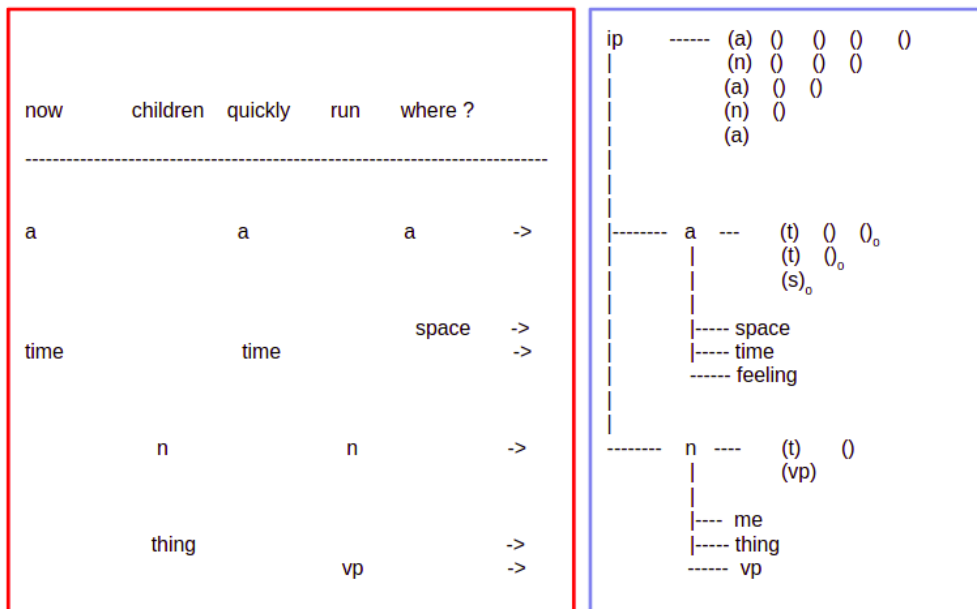 now children quickly run where ?
-----------------------------------------------------------------------------
a a a ->
space ->
time time ->
n n ->
thing ->
vp ->
ip ------ (a) () () () ()
| (n) () () ()
| (a) () ()
| (n) ()
| (a)
|
|
|
|-------- a --- (t) () ()o
| | (t) ()o
| | (s)o
| |
| |----- space
| |----- time
| ------ feeling
|
|
-------- n ---- (t) ()
| (vp)
|
|---- me
|----- thing
------ vp